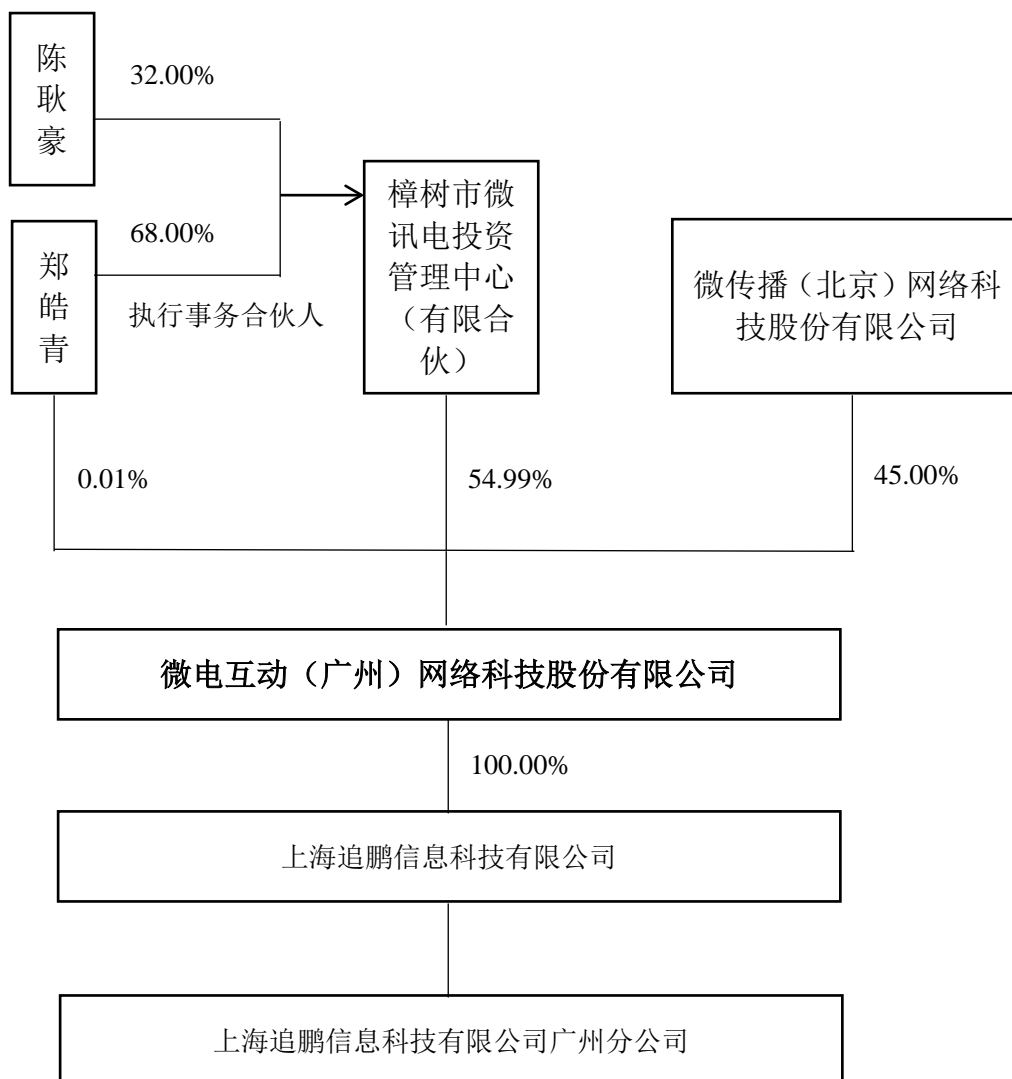 陈
耿
豪
32.00%
郑
皓
青
68.00%
执行事务合伙人
樟树市微
讯电投资
管理中心
（有限合
伙）
微传播（北京）网络科
技股份有限公司
0.01%
54.99%
45.00%
微电互动（广州）网络科技股份有限公司
100.00%
上海追鹏信息科技有限公司
上海追鹏信息科技有限公司广州分公司